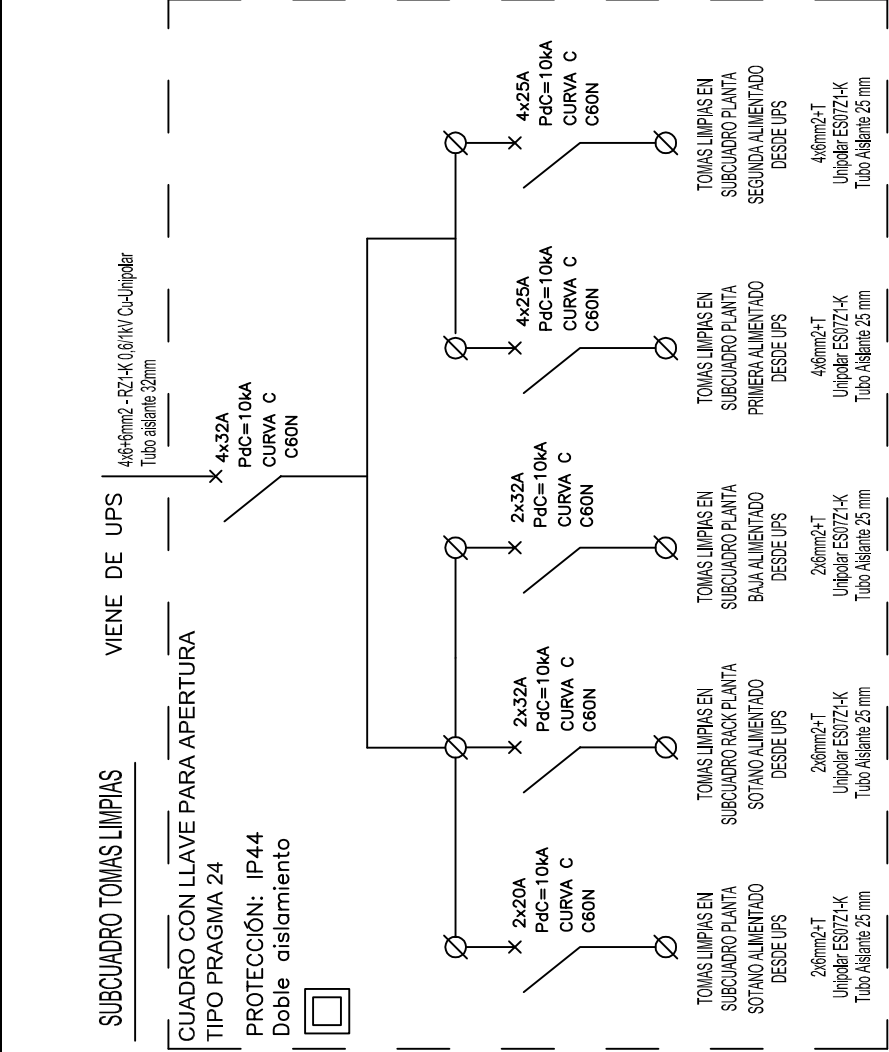 SUBCUADRO TOMAS LIMPIAS
VIENE DE UPS
4x6+6mm2 - RZ1-K 0,6/1kV Cu-Unipolar
Tubo aislante 32mm
CUADRO CON LLAVE PARA APERTURA
TIPO PRAGMA 24
PROTECCIÓN: IP44
Doble aislamiento
4x32A
PdC=10kA
CURVA C
C60N
2x20A
PdC=10kA
CURVA C
C60N
2x32A
PdC=10kA
CURVA C
C60N
2x32A
PdC=10kA
CURVA C
C60N
4x25A
PdC=10kA
CURVA C
C60N
4x25A
PdC=10kA
CURVA C
C60N
TOMAS LIMPIAS EN
SUBCUADRO PLANTA
SOTANO ALIMENTADO
DESDE UPS
2x6mm2+T
Unipolar ES07Z1-K
Tubo Aislante 25 mm
TOMAS LIMPIAS EN
SUBCUADRO RACK PLANTA
SOTANO ALIMENTADO
DESDE UPS
2x6mm2+T
Unipolar ES07Z1-K
Tubo Aislante 25 mm
TOMAS LIMPIAS EN
SUBCUADRO PLANTA
BAJA ALIMENTADO
DESDE UPS
2x6mm2+T
Unipolar ES07Z1-K
Tubo Aislante 25 mm
TOMAS LIMPIAS EN
SUBCUADRO PLANTA
PRIMERA ALIMENTADO
DESDE UPS
4x6mm2+T
Unipolar ES07Z1-K
Tubo Aislante 25 mm
TOMAS LIMPIAS EN
SUBCUADRO PLANTA
SEGUNDA ALIMENTADO
DESDE UPS
4x6mm2+T
Unipolar ES07Z1-K
Tubo Aislante 25 mm